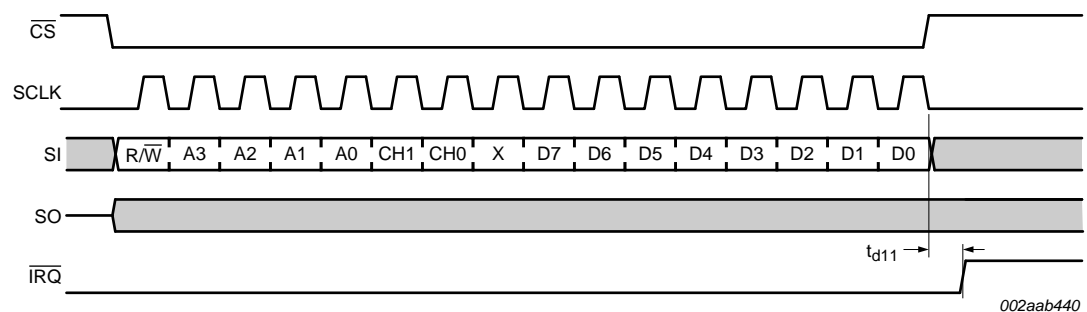 CS
SCLK
SI R/W A3 A2 A1 A0 CH1 CH0 X D7 D6 D5 D4 D3 D2 D1 D0
SO
td11
IRQ
002aab440